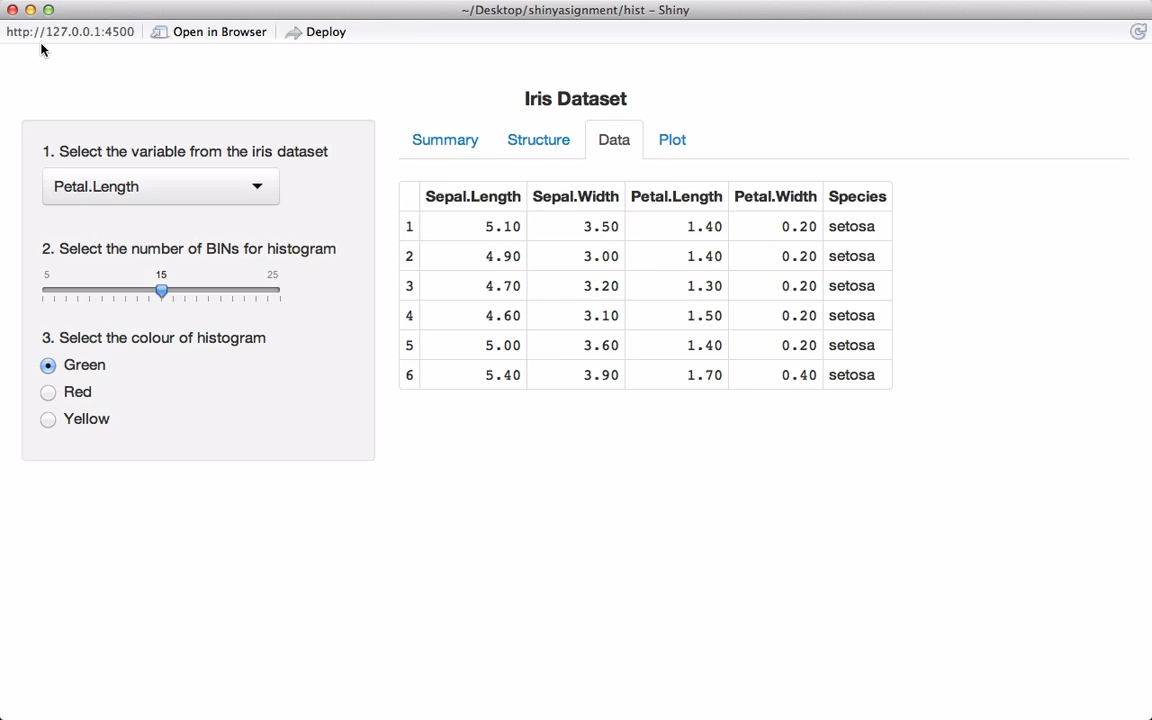 ~/Desktop/shinyasignment/hist – Shiny
http://127.0.0.1:4500 Open in Browser Deploy
Iris Dataset
1. Select the variable from the iris dataset
Petal.Length
2. Select the number of BINs for histogram
5 15 25
3. Select the colour of histogram
Green
Red
Yellow
Summary Structure Data Plot
Sepal.Length Sepal.Width Petal.Length Petal.Width Species
1 5.10 3.50 1.40 0.20 setosa
2 4.90 3.00 1.40 0.20 setosa
3 4.70 3.20 1.30 0.20 setosa
4 4.60 3.10 1.50 0.20 setosa
5 5.00 3.60 1.40 0.20 setosa
6 5.40 3.90 1.70 0.40 setosa